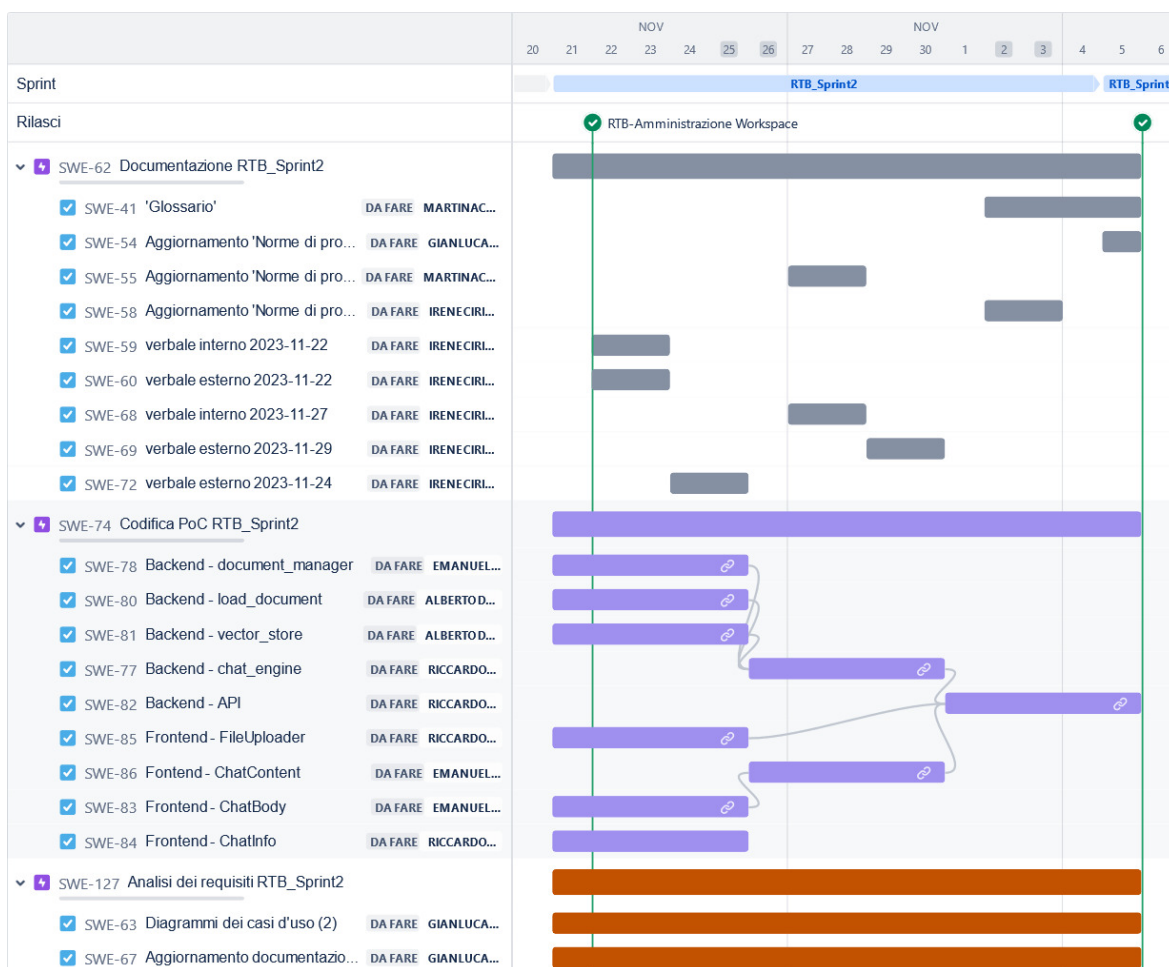 NOV NOV
20 21 22 23 24 25 26 27 28 29 30 1 2 3 4 5 6
Sprint RTB_Sprint2 RTB_Sprint
Rilasci RTB-Amministrazione Workspace
SWE-62 Documentazione RTB_Sprint2
SWE-41 'Glossario' DA FARE MARTINAC...
SWE-54 Aggiornamento 'Norme di pro... DA FARE GIANLUCA...
SWE-55 Aggiornamento 'Norme di pro... DA FARE MARTINAC...
SWE-58 Aggiornamento 'Norme di pro... DA FARE IRENECIRI...
SWE-59 verbale interno 2023-11-22 DA FARE IRENECIRI...
SWE-60 verbale esterno 2023-11-22 DA FARE IRENECIRI...
SWE-68 verbale interno 2023-11-27 DA FARE IRENECIRI...
SWE-69 verbale esterno 2023-11-29 DA FARE IRENECIRI...
SWE-72 verbale esterno 2023-11-24 DA FARE IRENECIRI...
SWE-74 Codifica PoC RTB_Sprint2
SWE-78 Backend - document_manager DA FARE EMANUEL...
SWE-80 Backend - load_document DA FARE ALBERTOD...
SWE-81 Backend - vector_store DA FARE ALBERTOD...
SWE-77 Backend - chat_engine DA FARE RICCARDO...
SWE-82 Backend - API DA FARE RICCARDO...
SWE-85 Frontend - FileUploader DA FARE RICCARDO...
SWE-86 Fontend - ChatContent DA FARE EMANUEL...
SWE-83 Frontend - ChatBody DA FARE EMANUEL...
SWE-84 Frontend - ChatInfo DA FARE RICCARDO...
SWE-127 Analisi dei requisiti RTB_Sprint2
SWE-63 Diagrammi dei casi d'uso (2) DA FARE GIANLUCA...
SWE-67 Aggiornamento documentazio... DA FARE GIANLUCA...